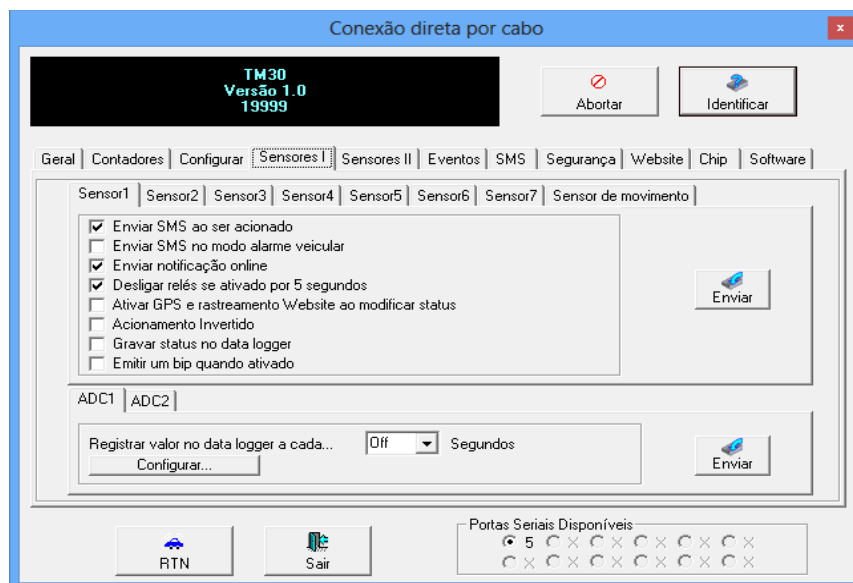 Conexão direta por cabo
x
TM30
Versão 1.0
19999
Abortar
Identificar
Geral Contadores Configurar Sensores I Sensores II Eventos SMS Segurança Website Chip Software
Sensor1 Sensor2 Sensor3 Sensor4 Sensor5 Sensor6 Sensor7 Sensor de movimento
Enviar SMS ao ser acionado
Enviar SMS no modo alarme veicular
Enviar notificação online
Desligar relés se ativado por 5 segundos
Ativar GPS e rastreamento Website ao modificar status
Acionamento Invertido
Gravar status no data logger
Emitir um bip quando ativado
Enviar
ADC1 ADC2
Registrar valor no data logger a cada... Off Segundos
Configurar...
Enviar
RTN
Sair
Portas Seriais Disponíveis
5 X X X X X
X X X X X X